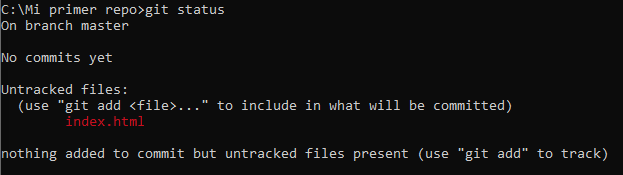 C:\Mi primer repo>git status
On branch master
No commits yet
Untracked files:
(use "git add <file>..." to include in what will be committed)
index.html
nothing added to commit but untracked files present (use "git add" to track)